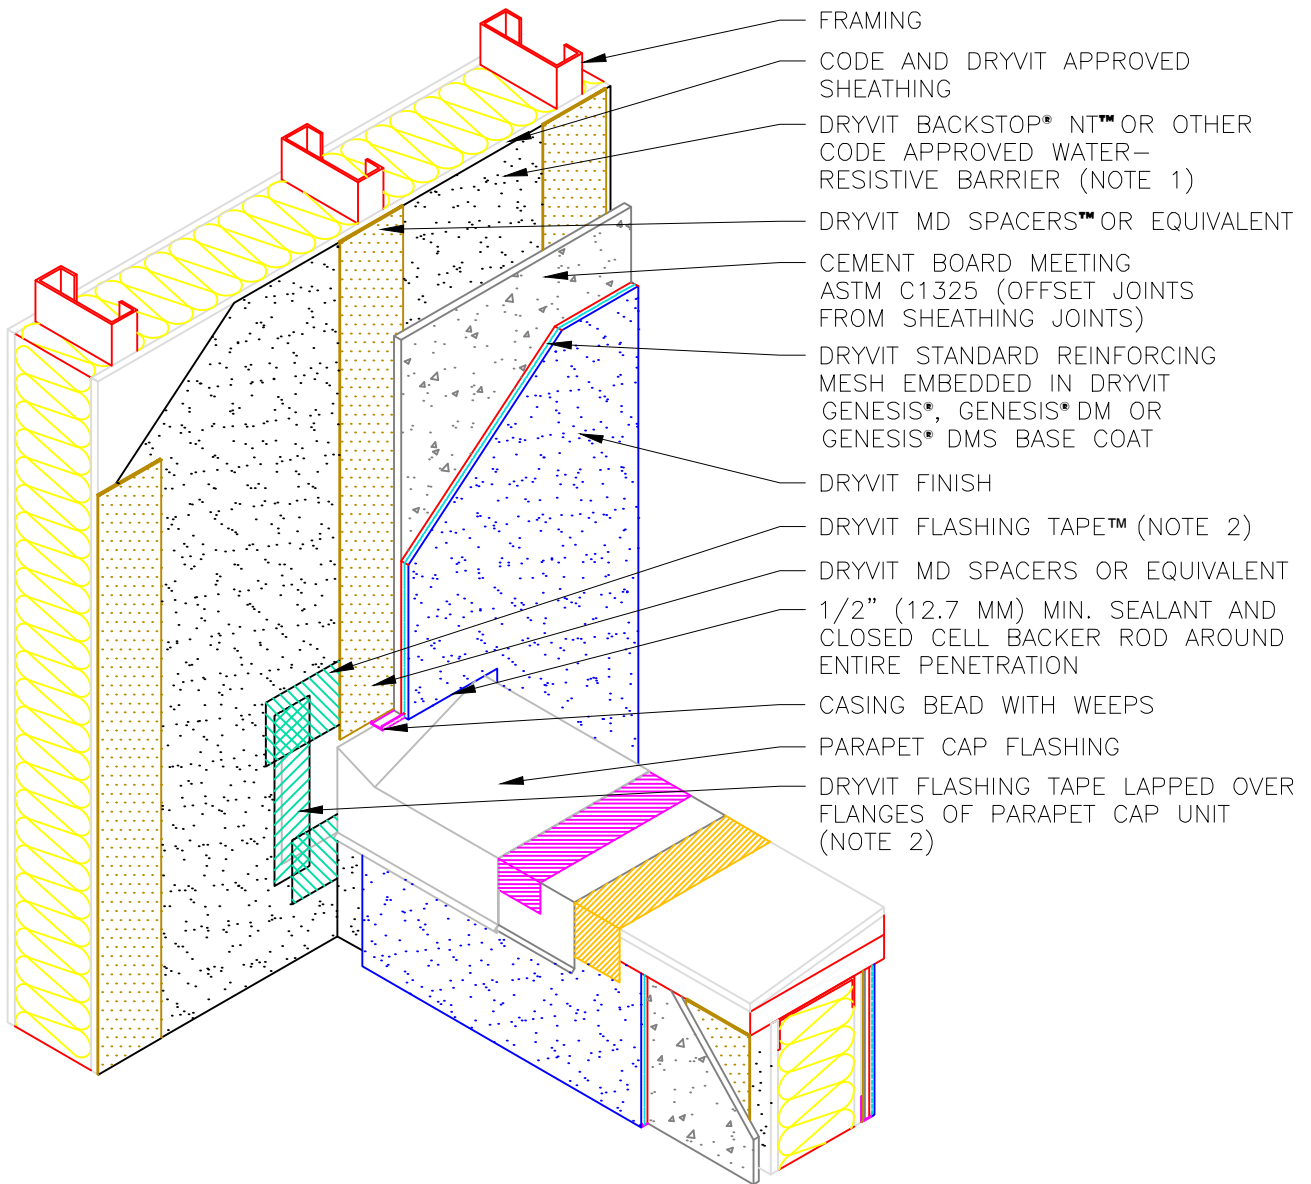 FRAMING
CODE AND DRYVIT APPROVED
SHEATHING
DRYVIT BACKSTOP® NT™ OR OTHER
CODE APPROVED WATER-
RESISTIVE BARRIER (NOTE 1)
DRYVIT MD SPACERS™ OR EQUIVALENT
CEMENT BOARD MEETING
ASTM C1325 (OFFSET JOINTS
FROM SHEATHING JOINTS)
DRYVIT STANDARD REINFORCING
MESH EMBEDDED IN DRYVIT
GENESIS®, GENESIS® DM OR
GENESIS® DMS BASE COAT
DRYVIT FINISH
DRYVIT FLASHING TAPE™ (NOTE 2)
DRYVIT MD SPACERS OR EQUIVALENT
1/2" (12.7 MM) MIN. SEALANT AND
CLOSED CELL BACKER ROD AROUND
ENTIRE PENETRATION
CASING BEAD WITH WEEPS
PARAPET CAP FLASHING
DRYVIT FLASHING TAPE LAPPED OVER
FLANGES OF PARAPET CAP UNIT
(NOTE 2)